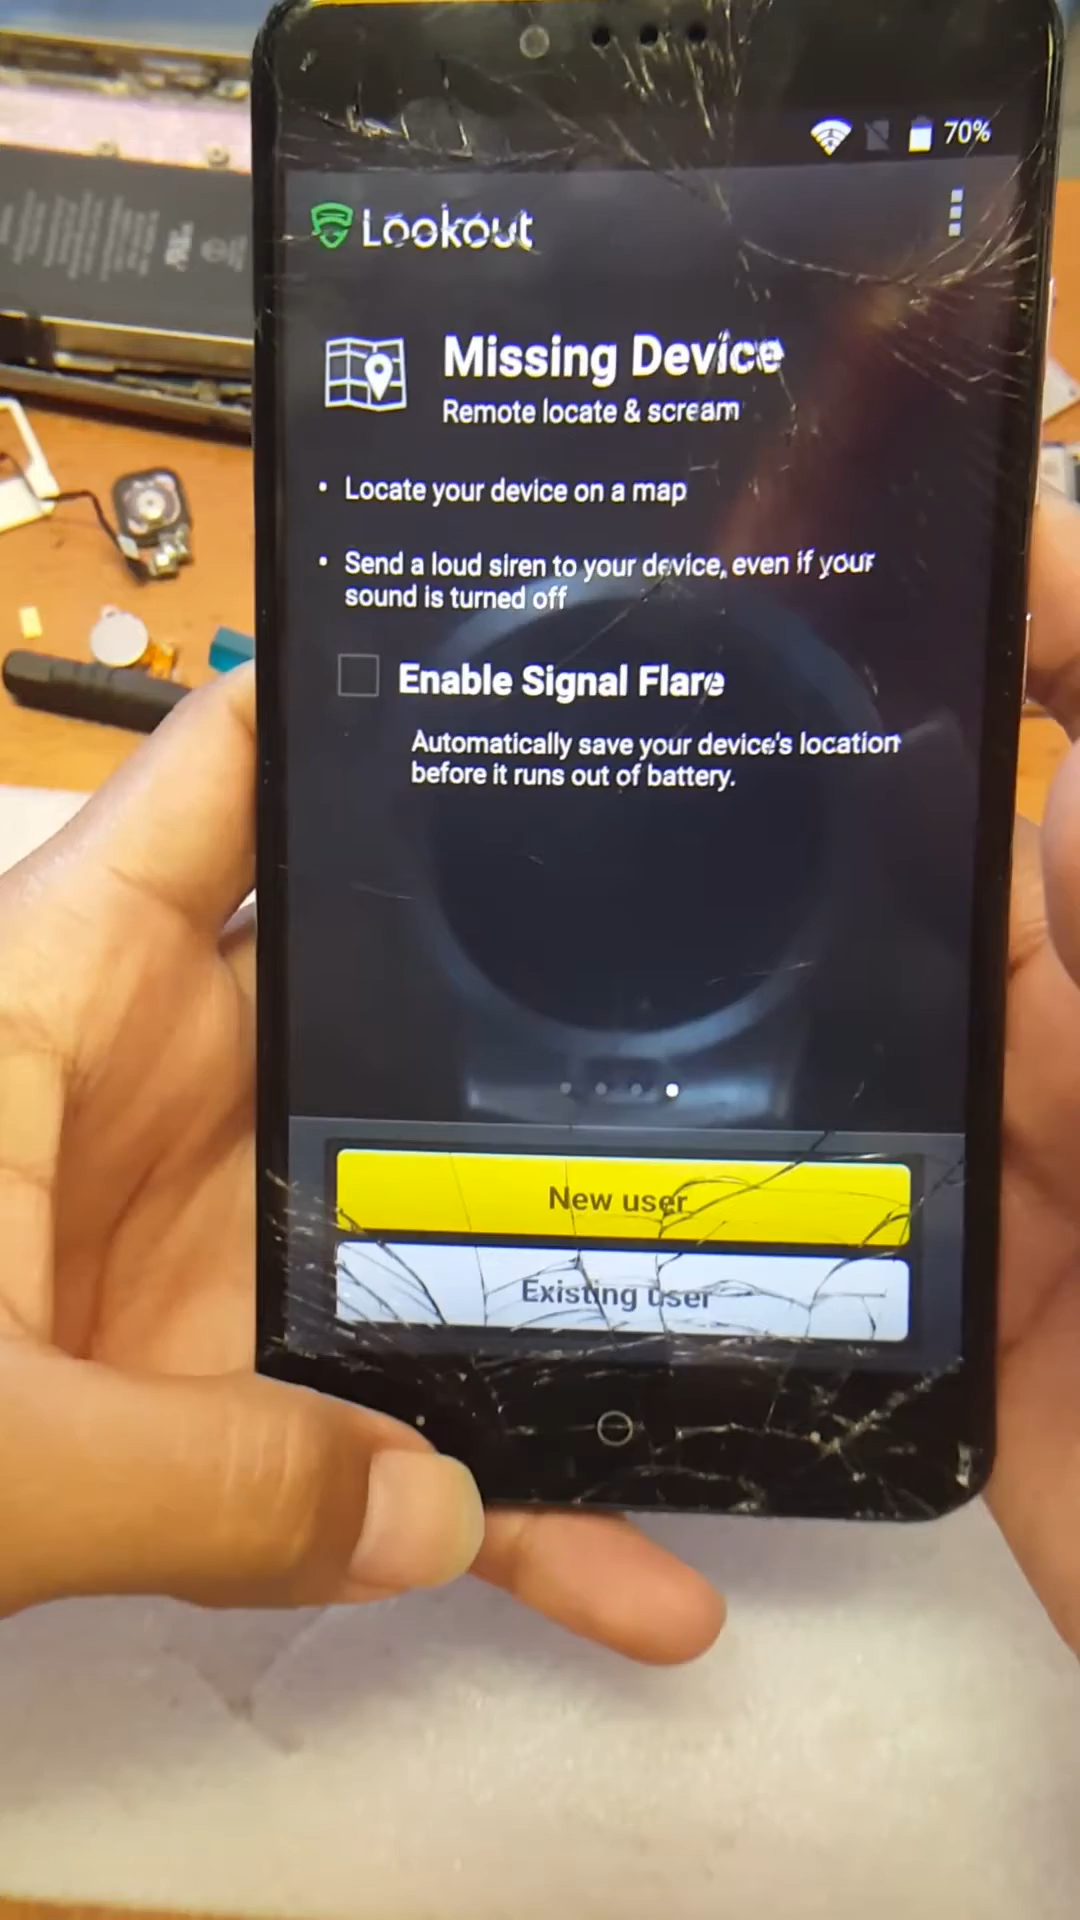 70%
Lookout
Missing Device
Remote locate & scream
• Locate your device on a map
• Send a loud siren to your device, even if your
sound is turned off
Enable Signal Flare
Automatically save your device's location
before it runs out of battery.
New user
Existing user